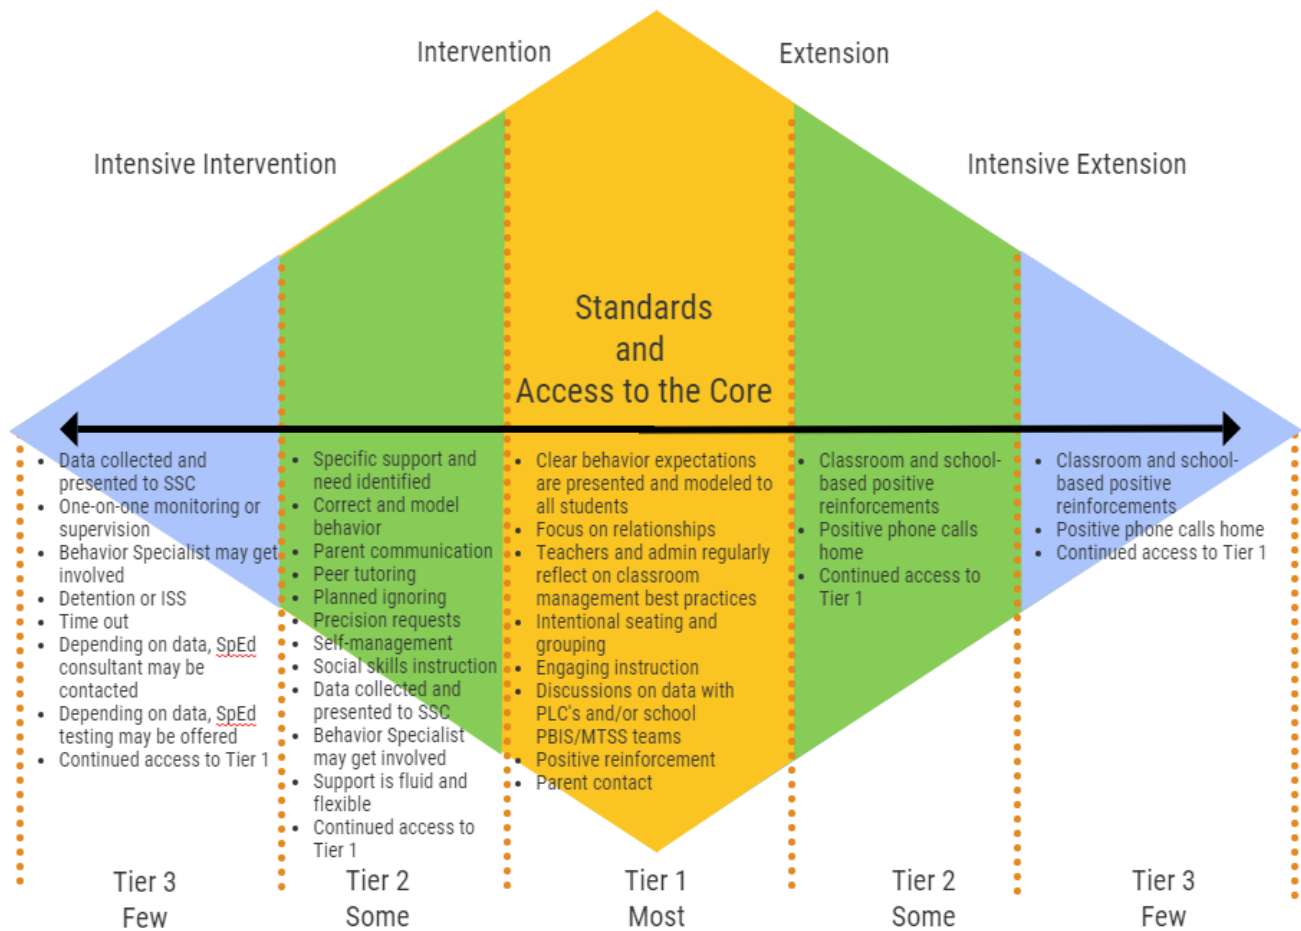 Intervention
Extension
Intensive Intervention
Intensive Extension
Standards
and
Access to the Core
• Data collected and
presented to SSC
• One-on-one monitoring or
supervision
• Behavior Specialist may get
involved
• Detention or ISS
• Time out
• Depending on data, SpEd
consultant may be
contacted
• Depending on data, SpEd
testing may be offered
• Continued access to Tier 1
• Specific support and
need identified
• Correct and model
behavior
• Parent communication
• Peer tutoring
• Planned ignoring
• Precision requests
• Self-management
• Social skills instruction
• Data collected and
presented to SSC
• Behavior Specialist
may get involved
• Support is fluid and
flexible
• Continued access to
Tier 1
• Clear behavior expectations
are presented and modeled to
all students
• Focus on relationships
• Teachers and admin regularly
reflect on classroom
management best practices
• Intentional seating and
grouping
• Engaging instruction
• Discussions on data with
PLC's and/or school
PBIS/MTSS teams
• Positive reinforcement
• Parent contact
• Classroom and school-
based positive
reinforcements
• Positive phone calls
home
• Continued access to
Tier 1
• Classroom and school-
based positive
reinforcements
• Positive phone calls home
• Continued access to Tier 1
Tier 3
Few
Tier 2
Some
Tier 1
Most
Tier 2
Some
Tier 3
Few